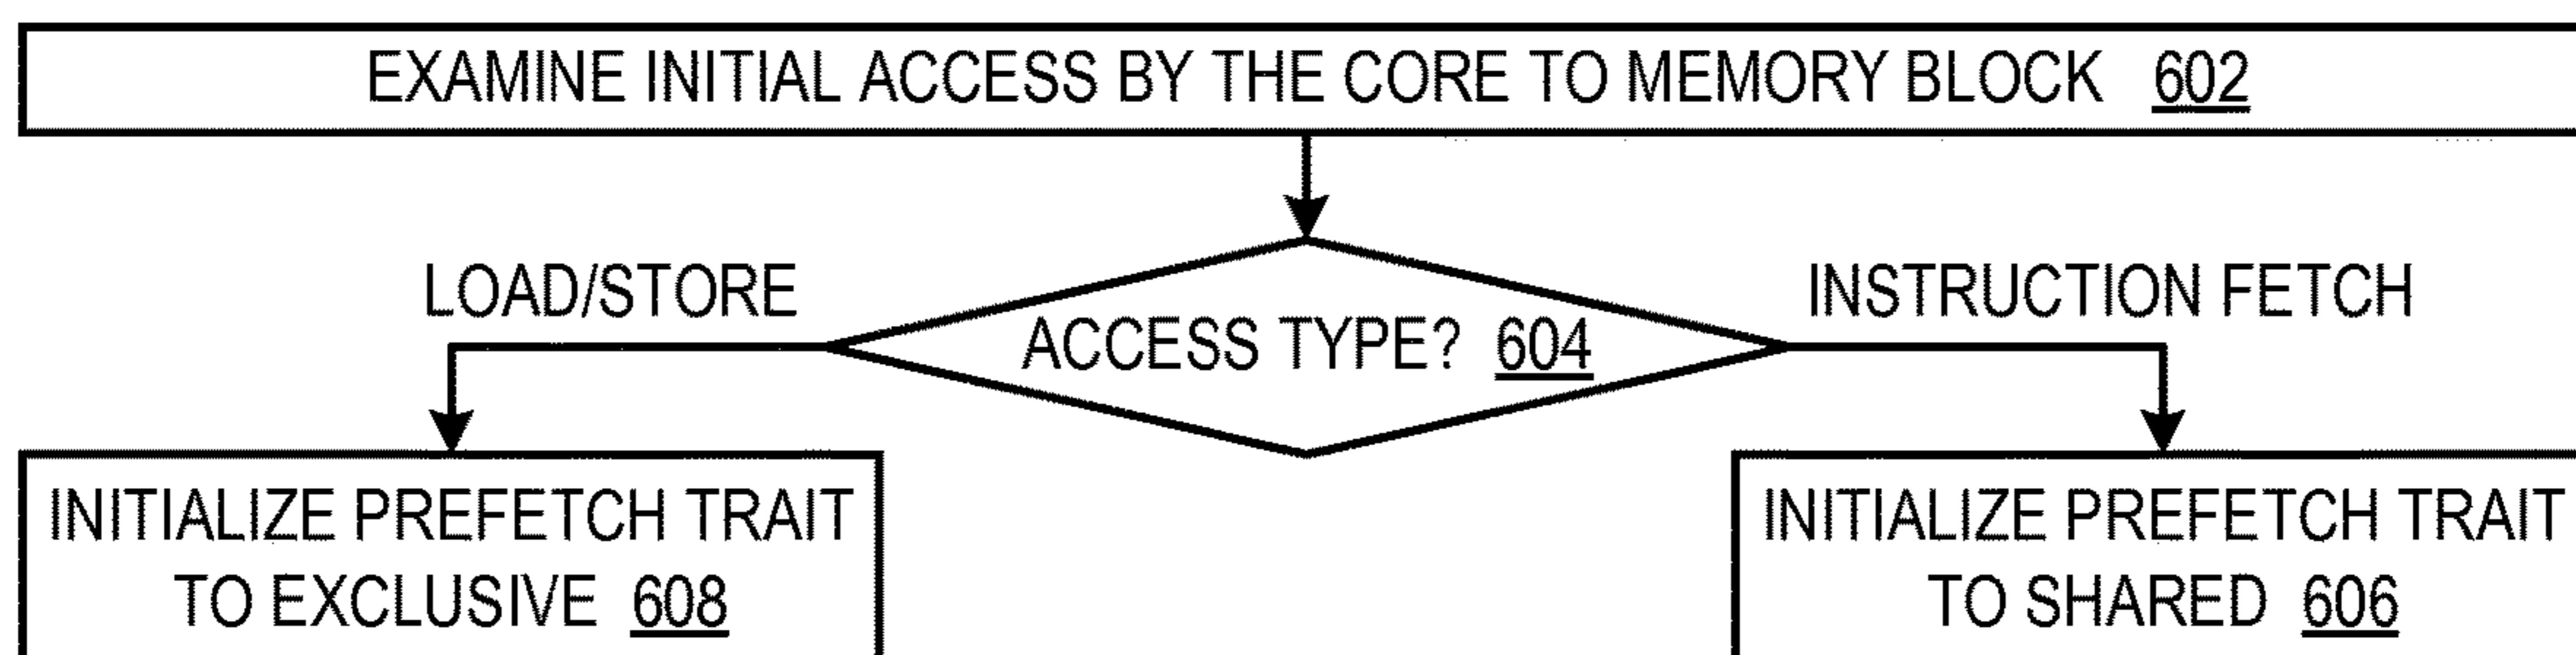 EXAMINE INITIAL ACCESS BY THE CORE TO MEMORY BLOCK 602
LOAD/STORE
INSTRUCTION FETCH
ACCESS TYPE? 604
INITIALIZE PREFETCH TRAIT
TO EXCLUSIVE 608
INITIALIZE PREFETCH TRAIT
TO SHARED 606